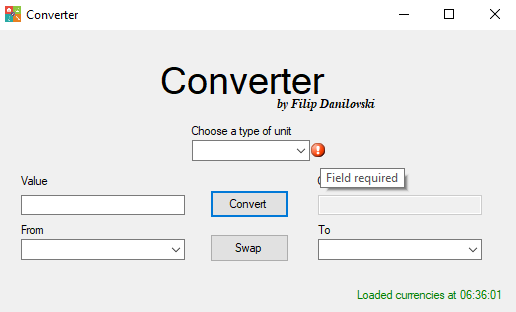 Converter
Converter
by Filip Danilovski
Choose a type of unit
Field required
Value
Convert
From
To
Swap
Loaded currencies at 06:36:01